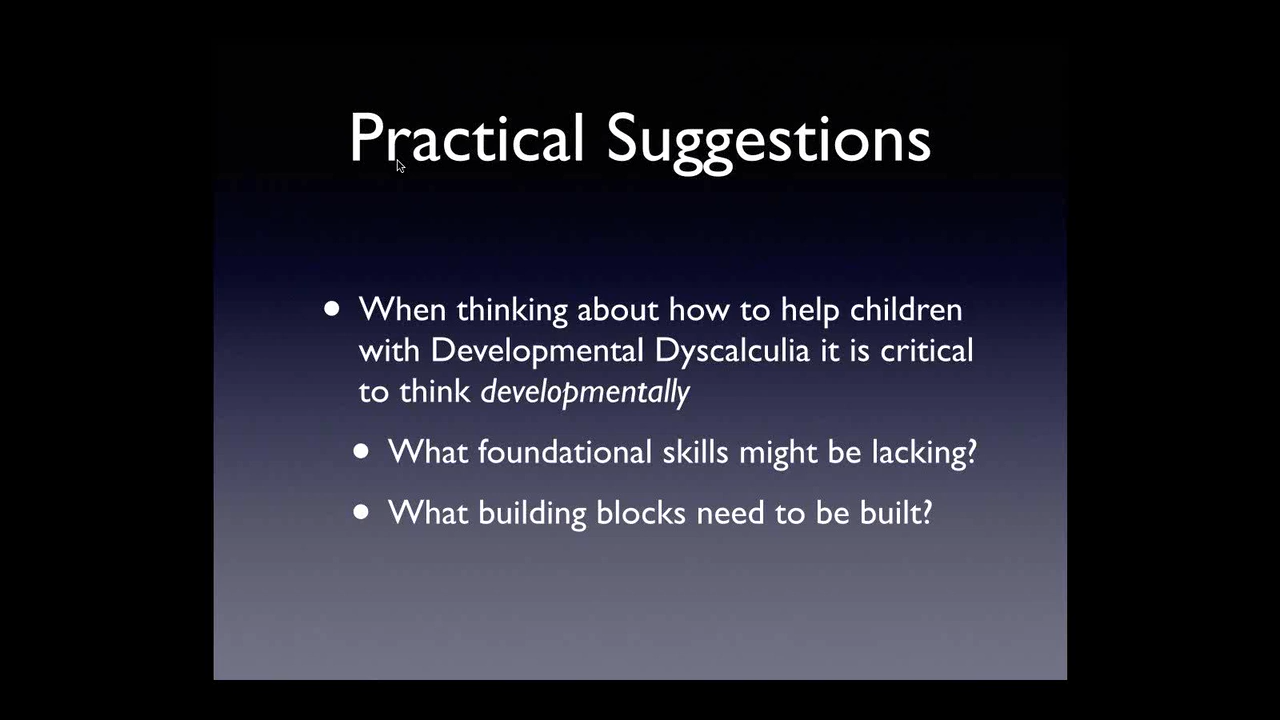 Practical Suggestions
• When thinking about how to help children
with Developmental Dyscalculia it is critical
to think developmentally
• What foundational skills might be lacking?
• What building blocks need to be built?